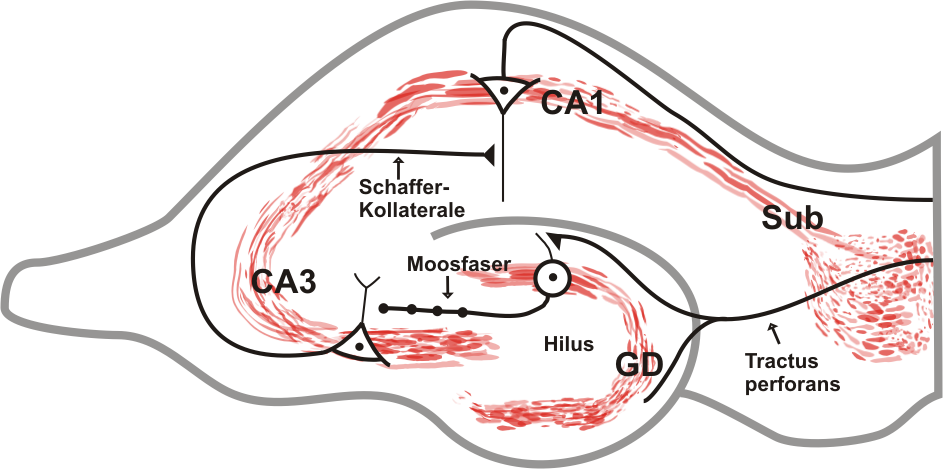 CA1
Schaffer-
Kollaterale
Sub
Moosfaser
CA3
Hilus
GD
Tractus
perforans